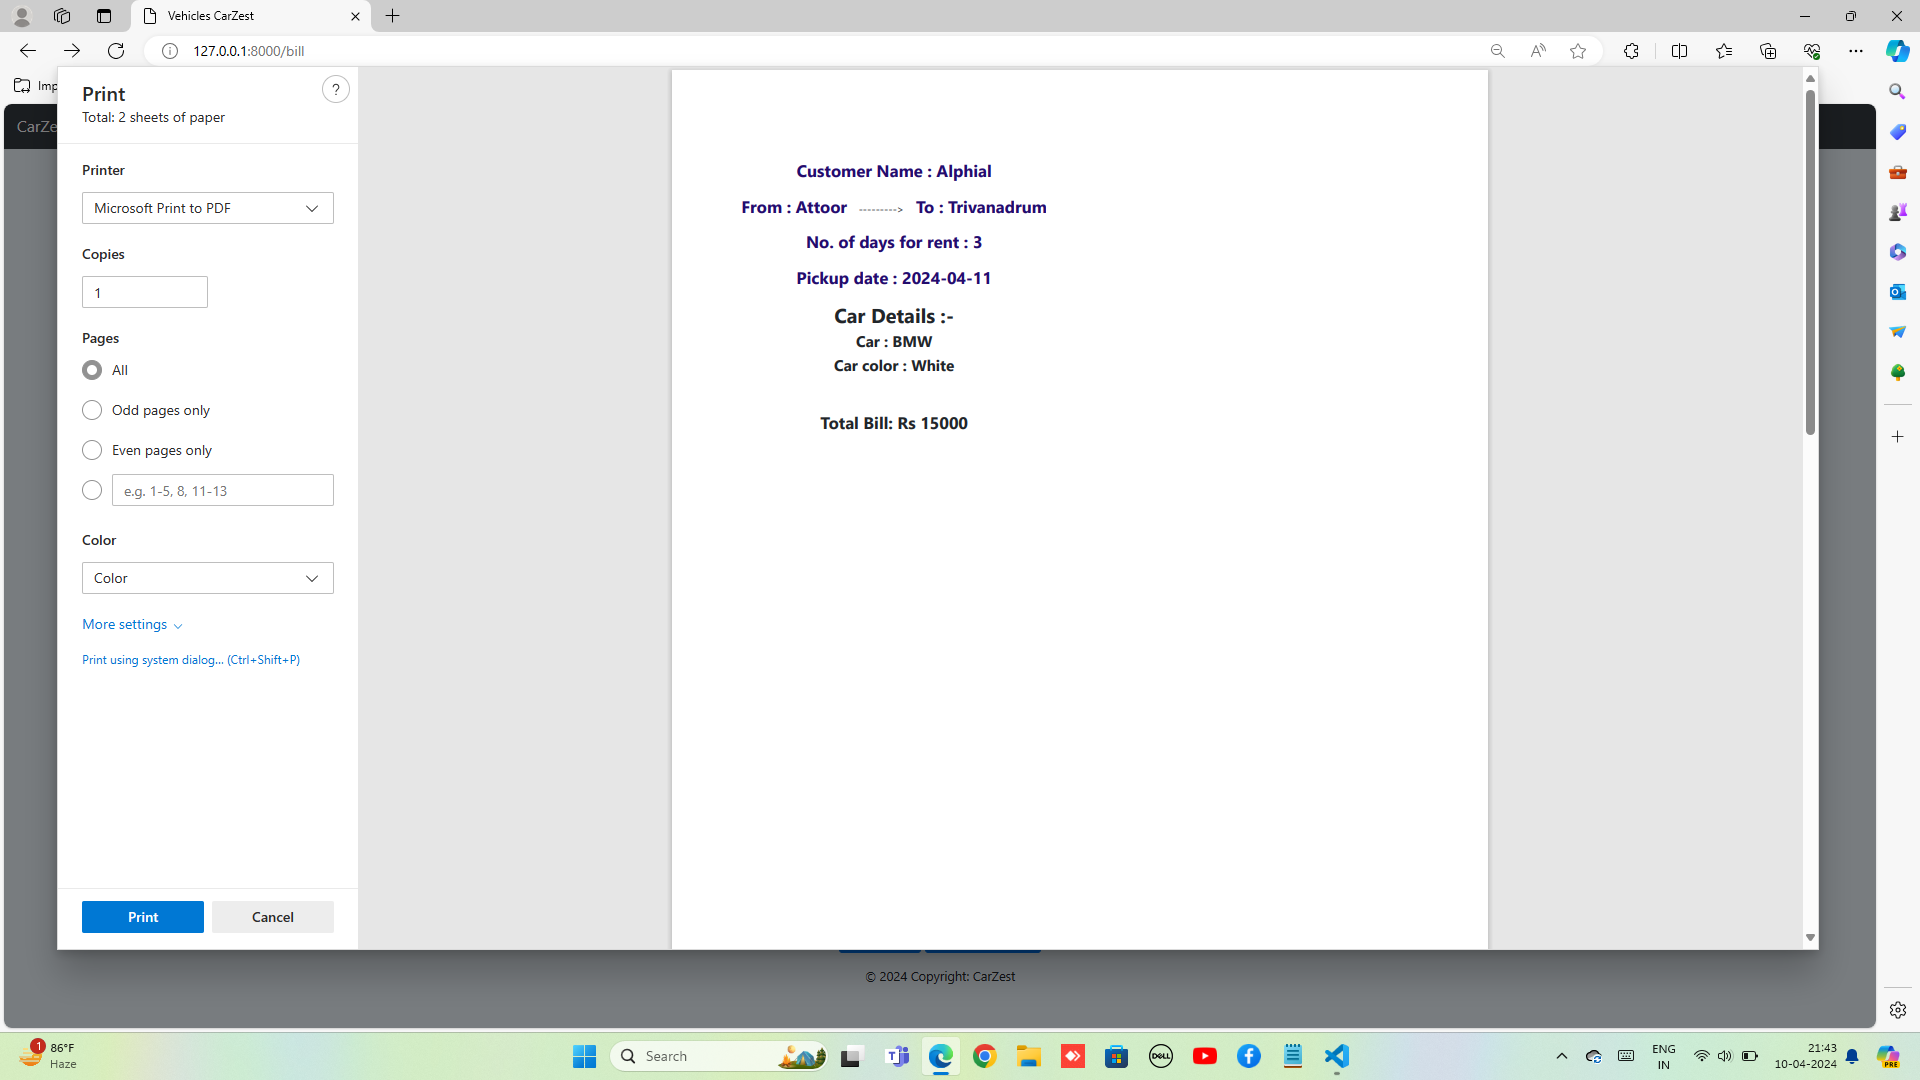 Vehicles CarZest
127.0.0.1:8000/bill
Imp
CarZe
Print
?
Total: 2 sheets of paper
Printer
Microsoft Print to PDF
Copies
1
Pages
All
Odd pages only
Even pages only
e.g. 1-5, 8, 11-13
Color
Color
More settings
Print using system dialog... (Ctrl+Shift+P)
Print
Cancel
Customer Name : Alphial
From : Attoor ---------> To : Trivanadrum
No. of days for rent : 3
Pickup date : 2024-04-11
Car Details :-
Car : BMW
Car color : White
Total Bill: Rs 15000
© 2024 Copyright: CarZest
1
86°F
Haze
Search
DELL
ENG
IN
21:43
10-04-2024
PRE